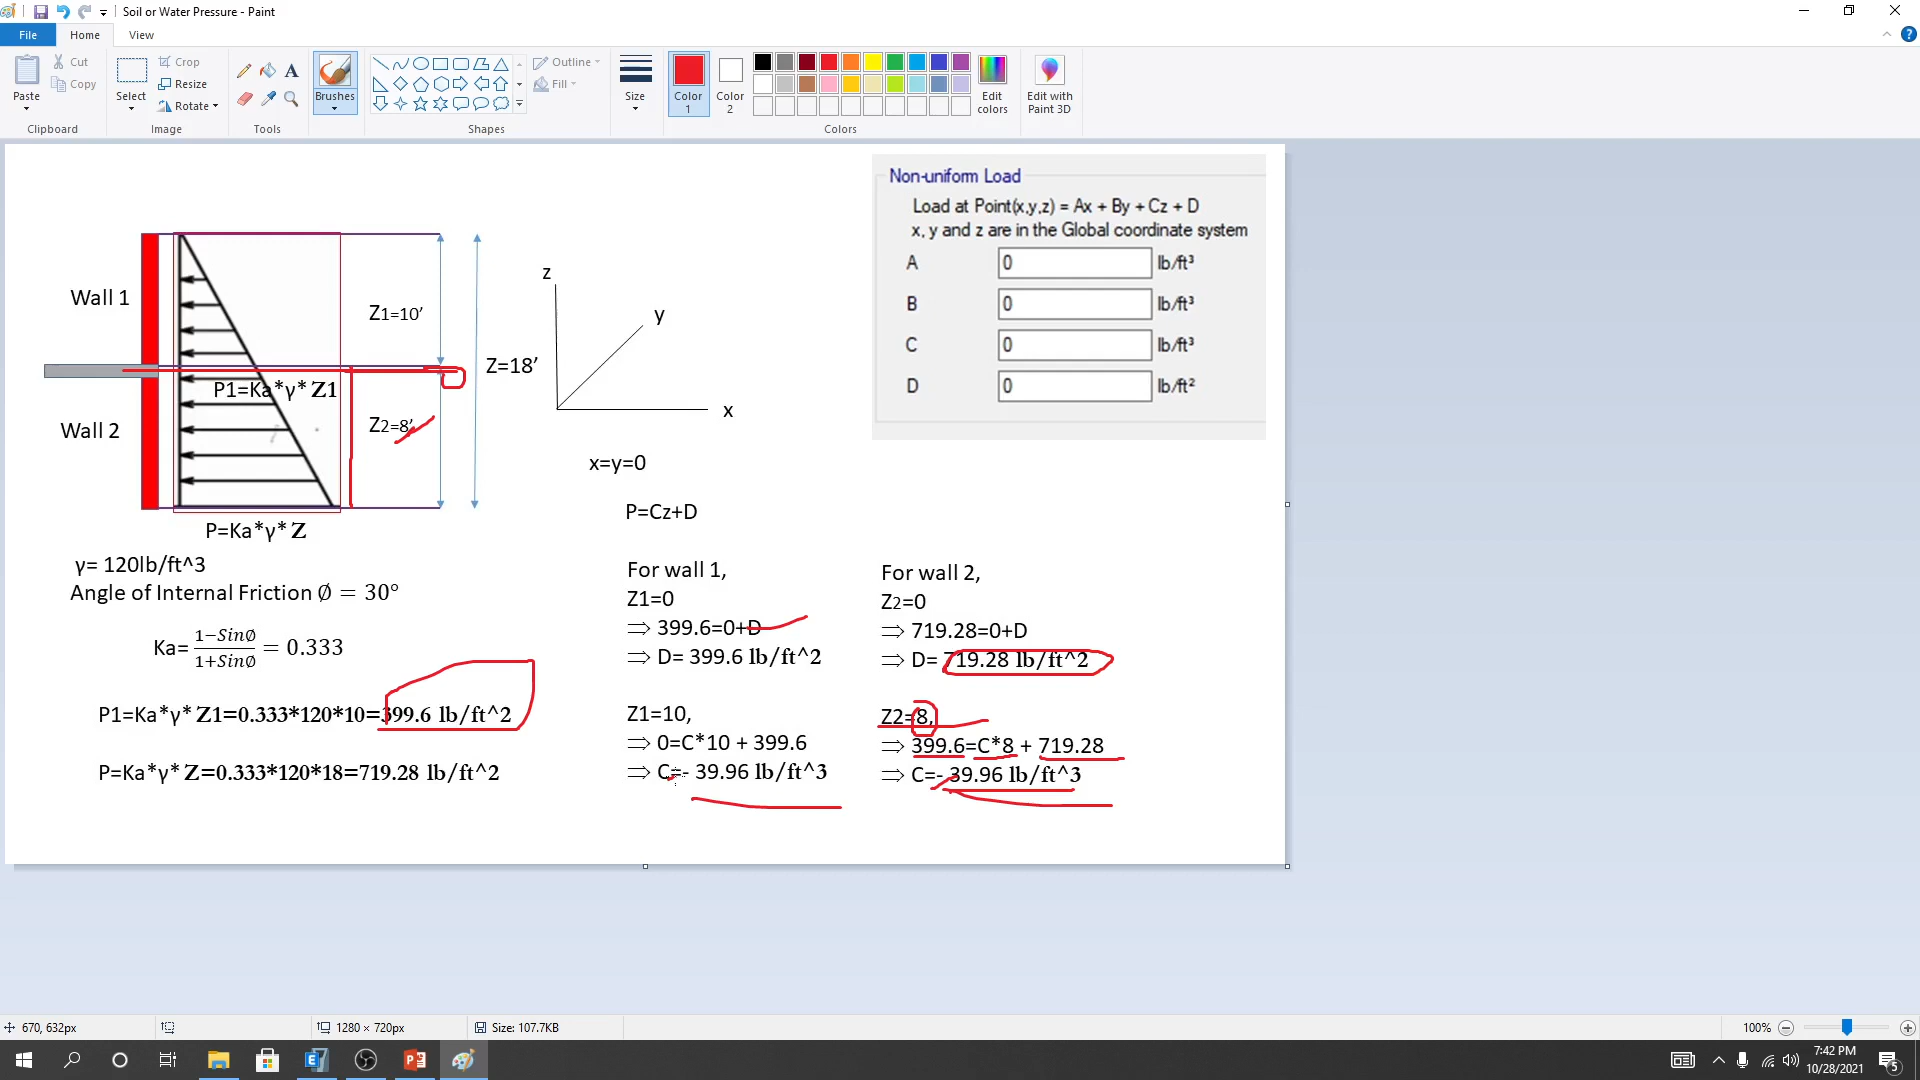 Soil or Water Pressure - Paint
File
Home
View
Paste
Cut
Copy
Clipboard
Select
Crop
Resize
Rotate
Image
Tools
Brushes
Outline
Fill
Shapes
Size
Color 1
Color 2
Edit colors
Edit with Paint 3D
Colors
Non-uniform Load
Load at Point(x,y,z) = Ax + By + Cz + D
x, y and z are in the Global coordinate system
A 0 lb/ft³
B 0 lb/ft³
C 0 lb/ft³
D 0 lb/ft²
Wall 1
Z1=10’
Z=18’
P1=Ka*γ* Z1
Wall 2
Z2=8’
P=Ka*γ* Z
z
y
x
x=y=0
P=Cz+D
γ= 120lb/ft^3
Angle of Internal Friction ∅ = 30°
Ka= 1−Sin∅ / 1+Sin∅ = 0.333
P1=Ka*γ* Z1=0.333*120*10=399.6 lb/ft^2
P=Ka*γ* Z=0.333*120*18=719.28 lb/ft^2
For wall 1,
Z1=0
⇒ 399.6=0+D
⇒ D= 399.6 lb/ft^2
Z1=10,
⇒ 0=C*10 + 399.6
⇒ C=- 39.96 lb/ft^3
For wall 2,
Z2=0
⇒ 719.28=0+D
⇒ D= 719.28 lb/ft^2
Z2=8,
⇒ 399.6=C*8 + 719.28
⇒ C=- 39.96 lb/ft^3
670, 632px
1280 × 720px
Size: 107.7KB
100%
7:42 PM
10/28/2021
5